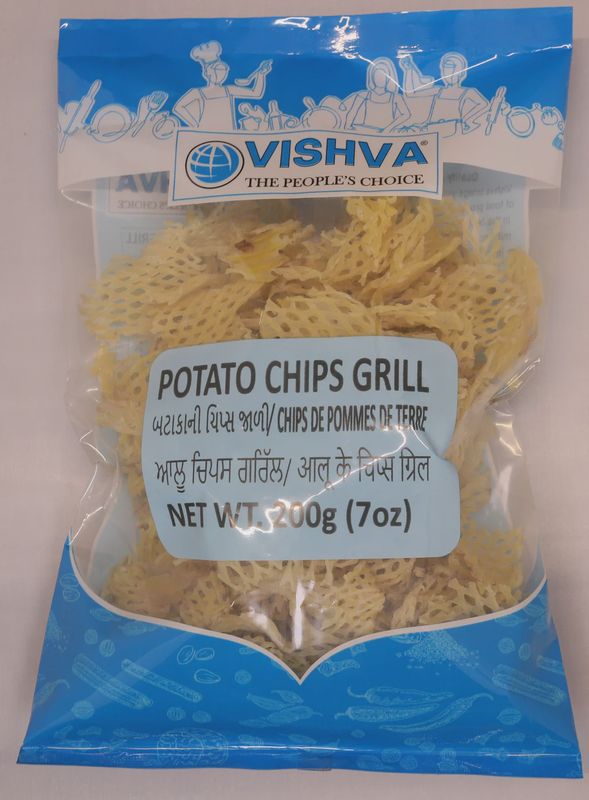 VISHVA®
THE PEOPLE'S CHOICE
POTATO CHIPS GRILL
બટાકાની ચિપ્સ જાળી/ CHIPS DE POMMES DE TERRE
ਆਲੂ ਚਿਪਸ ਗਰਿੱਲ/ आलू के चिप्स ग्रिल
NET WT. 200g (7oz)